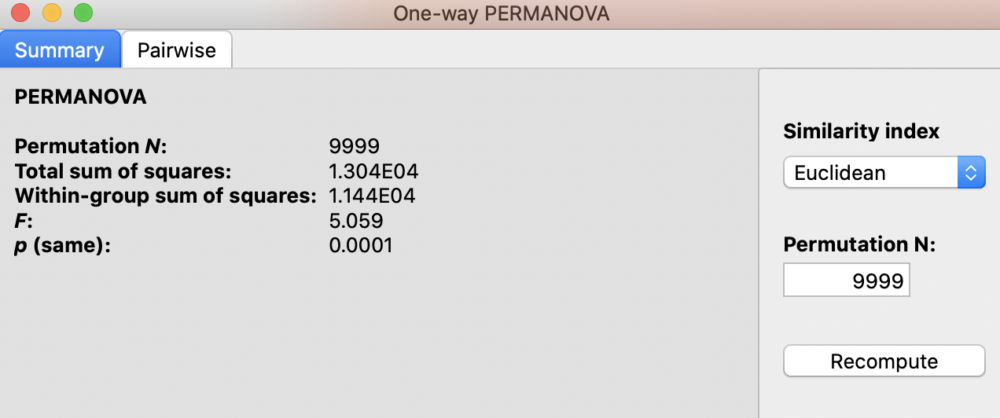 One-way PERMANOVA
Summary
Pairwise
PERMANOVA
Permutation N: 9999
Total sum of squares: 1.304E04
Within-group sum of squares: 1.144E04
F: 5.059
p (same): 0.0001
Similarity index
Euclidean
Permutation N:
9999
Recompute